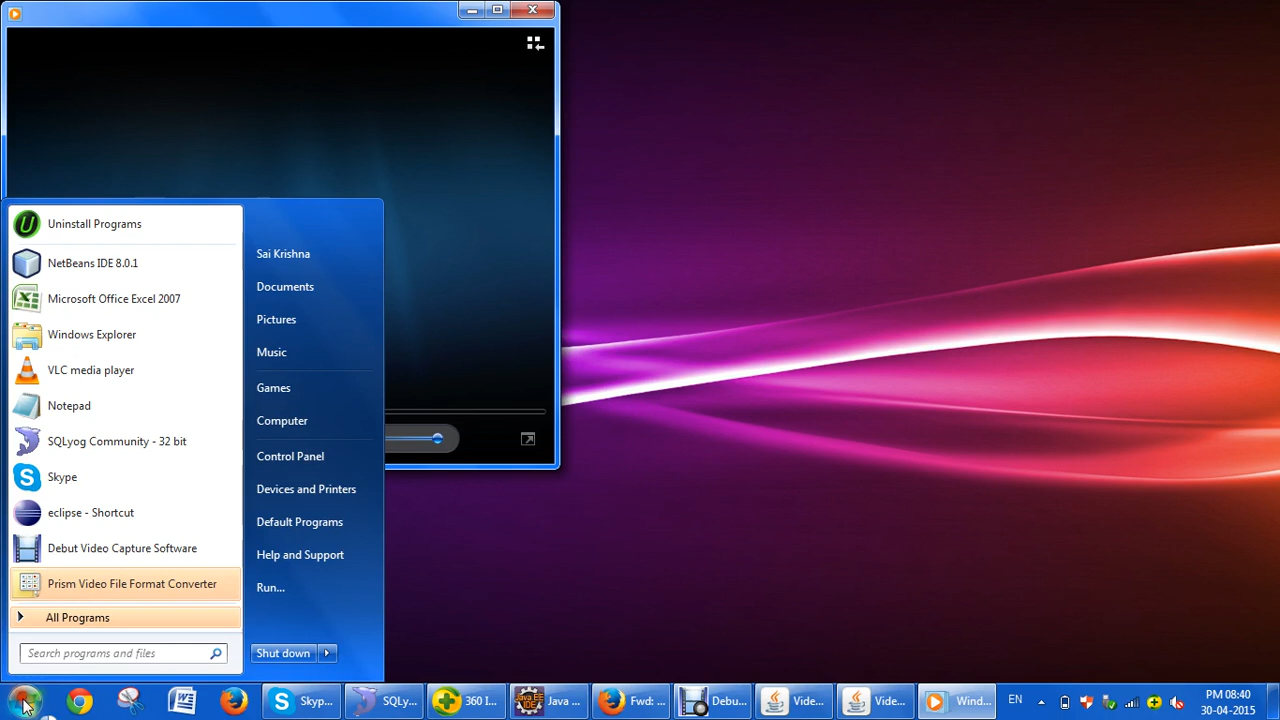 Uninstall Programs
NetBeans IDE 8.0.1
Microsoft Office Excel 2007
Windows Explorer
VLC media player
Notepad
SQLyog Community - 32 bit
Skype
eclipse - Shortcut
Debut Video Capture Software
Prism Video File Format Converter
All Programs
Search programs and files
Sai Krishna
Documents
Pictures
Music
Games
Computer
Control Panel
Devices and Printers
Default Programs
Help and Support
Run...
Shut down
Skyp...
SQLy...
360 I...
Java EE IDE
Java ...
Fwd: ...
Debu...
Vide...
Vide...
Wind...
EN
PM 08:40
30-04-2015